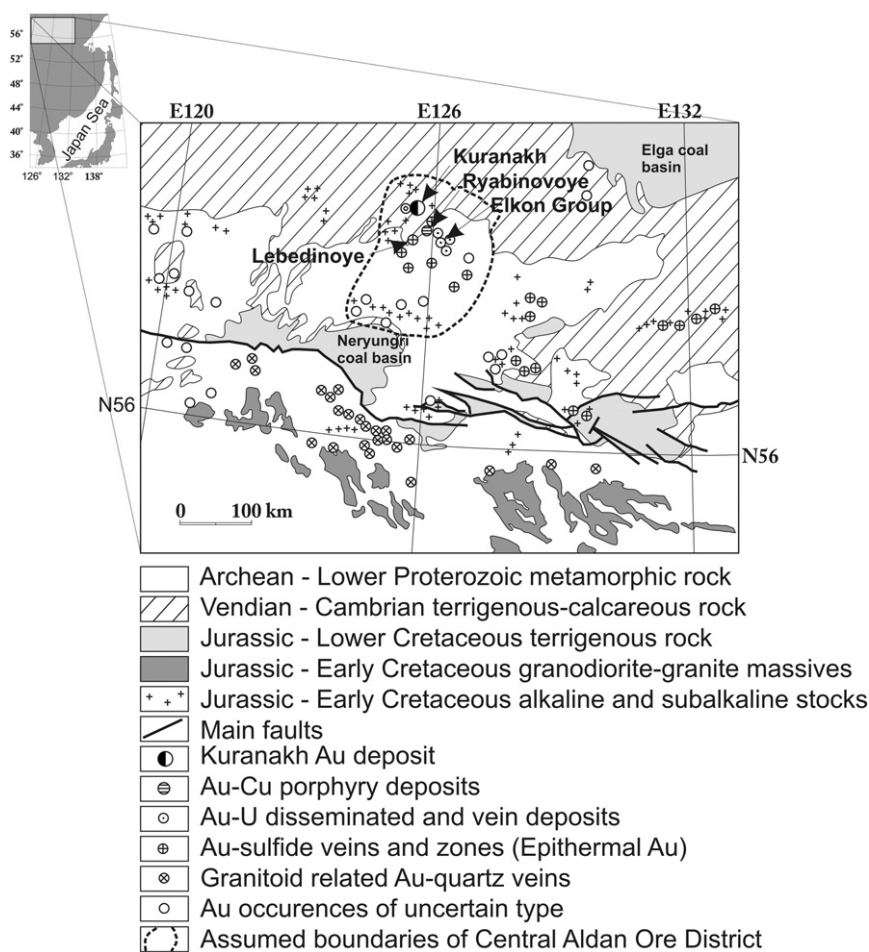 56°
52°
48°
44°
40°
36°
Japan Sea
126° 132° 138°
E120 E126 E132
Elga coal
basin
Kuranakh
Ryabinovoye
Elkon Group
Lebedinoye
Neryungri
coal basin
N56
N56
0 100 km
Archean - Lower Proterozoic metamorphic rock
Vendian - Cambrian terrigenous-calcareous rock
Jurassic - Lower Cretaceous terrigenous rock
Jurassic - Early Cretaceous granodiorite-granite massives
Jurassic - Early Cretaceous alkaline and subalkaline stocks
Main faults
Kuranakh Au deposit
Au-Cu porphyry deposits
Au-U disseminated and vein deposits
Au-sulfide veins and zones (Epithermal Au)
Granitoid related Au-quartz veins
Au occurences of uncertain type
Assumed boundaries of Central Aldan Ore District